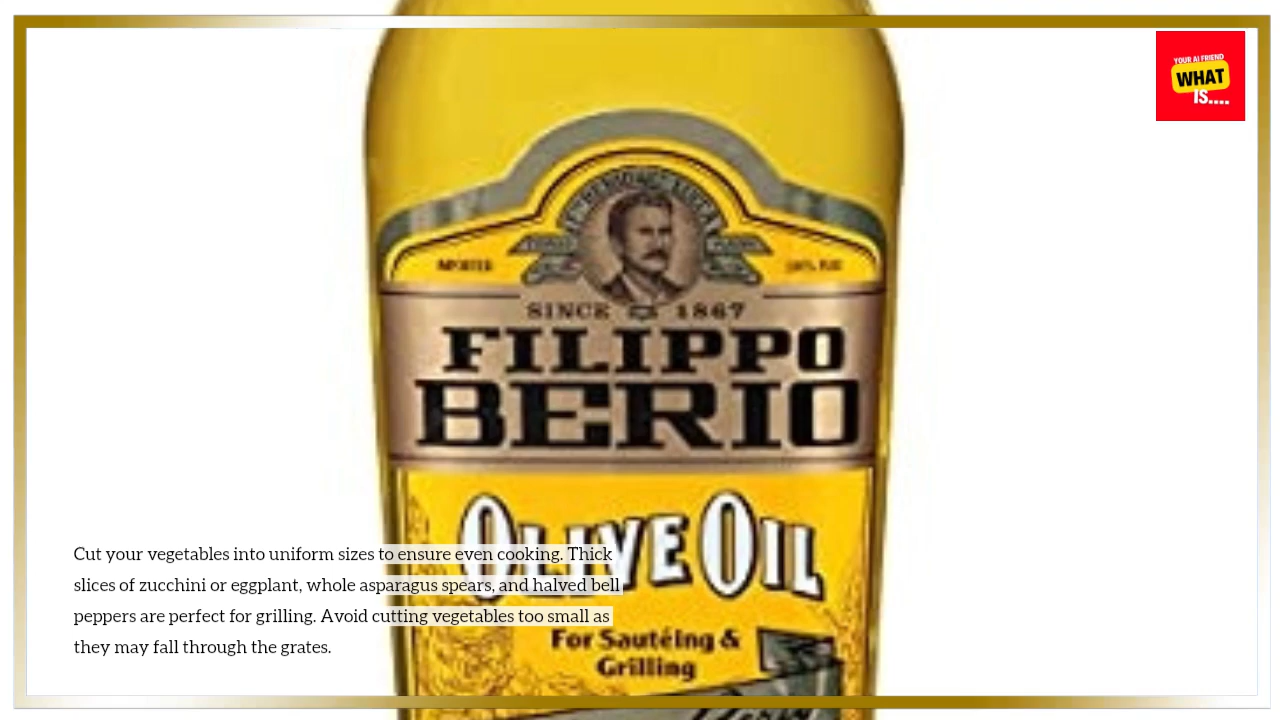 YOUR AI FRIEND
WHAT
IS....
IMPORTED
SINCE 1867
FILIPPO
BERIO
OLIVE OIL
For Sautéing &
Grilling
Cut your vegetables into uniform sizes to ensure even cooking. Thick
slices of zucchini or eggplant, whole asparagus spears, and halved bell
peppers are perfect for grilling. Avoid cutting vegetables too small as
they may fall through the grates.